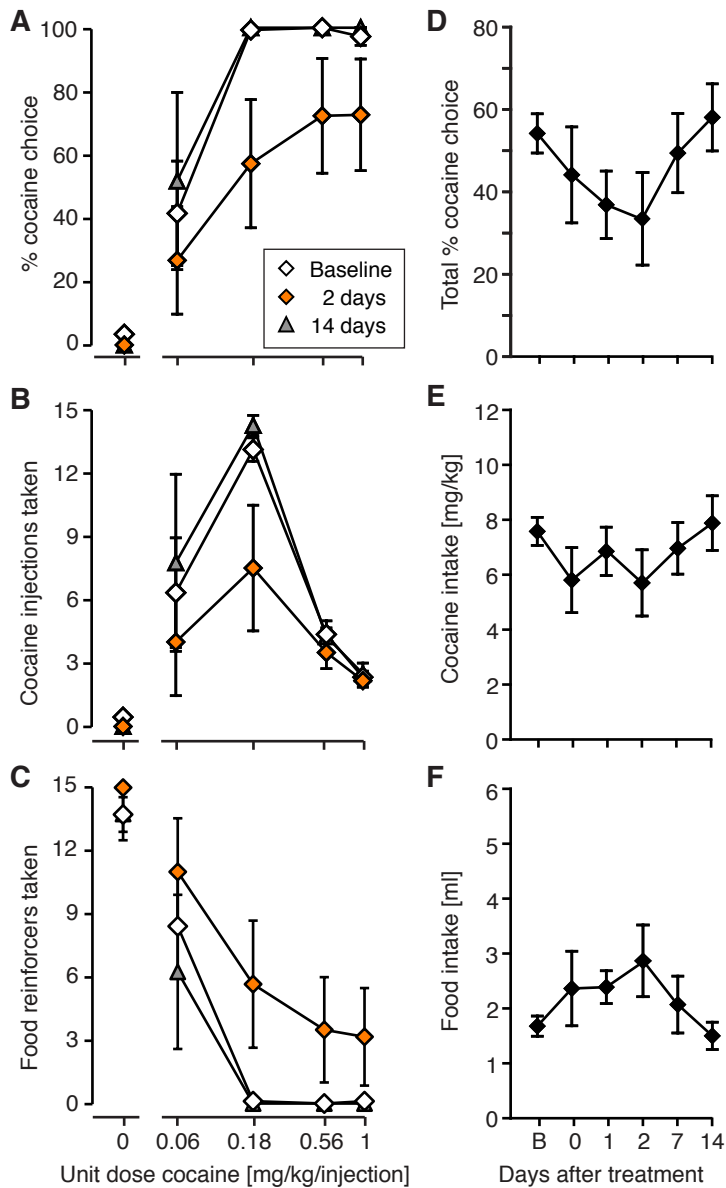 A
% cocaine choice
100
80
60
40
20
0
Baseline
2 days
14 days
B
Cocaine injections taken
15
12
9
6
3
0
C
Food reinforcers taken
15
12
9
6
3
0
0 0.06 0.18 0.56 1
Unit dose cocaine [mg/kg/injection]
D
Total % cocaine choice
80
60
40
20
0
E
Cocaine intake [mg/kg]
12
10
8
6
4
2
0
F
Food intake [ml]
6
5
4
3
2
1
0
B 0 1 2 7 14
Days after treatment